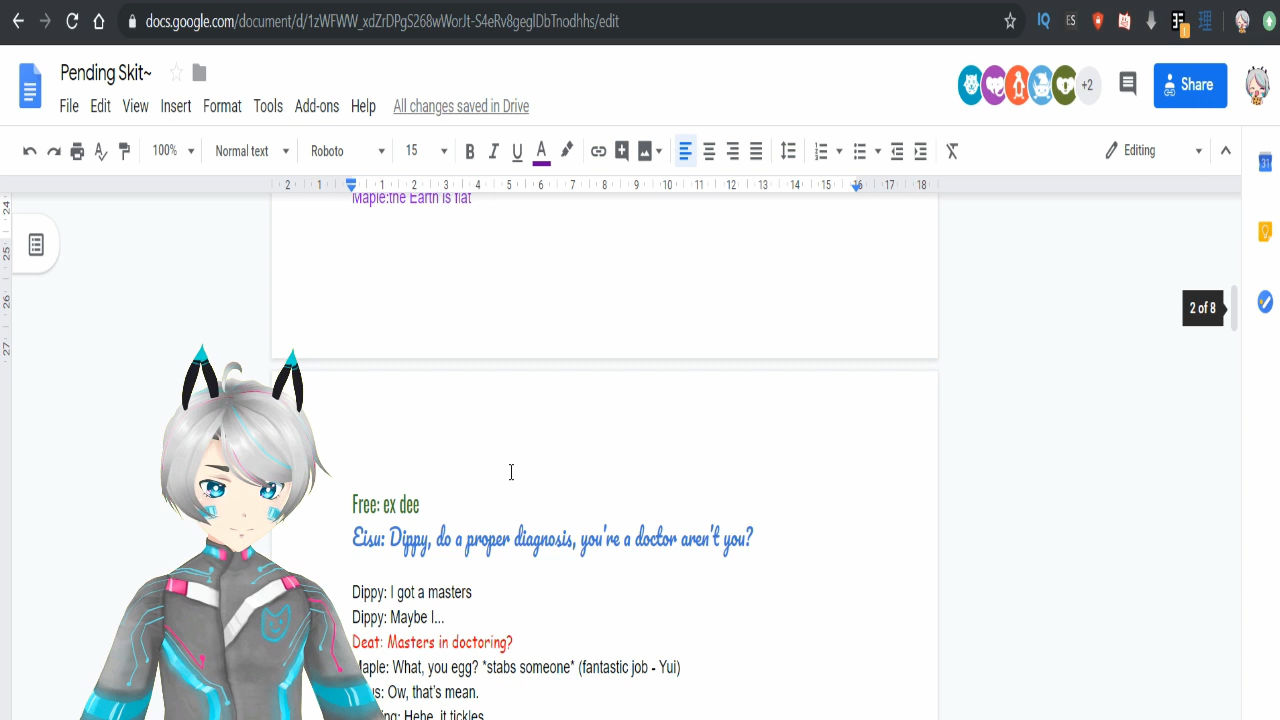 docs.google.com/document/d/1zWFWW_xdZrDPgS268wWorJt-S4eRv8geglDbTnodhhs/edit
IQ
ES
Pending Skit~
+2
Share
File Edit View Insert Format Tools Add-ons Help All changes saved in Drive
100% Normal text Roboto 15 B I U A Editing
2 1 1 2 3 4 5 6 7 8 9 10 11 12 13 14 15 16 17 18
31
24
25
26
27
Maple:the Earth is flat
2 of 8
Free: ex dee
Eisu: Dippy, do a proper diagnosis, you're a doctor aren't you?
Dippy: I got a masters
Dippy: Maybe I...
Deat: Masters in doctoring?
Maple: What, you egg? *stabs someone* (fantastic job - Yui)
Ow, that's mean.
Hehe, it tickles